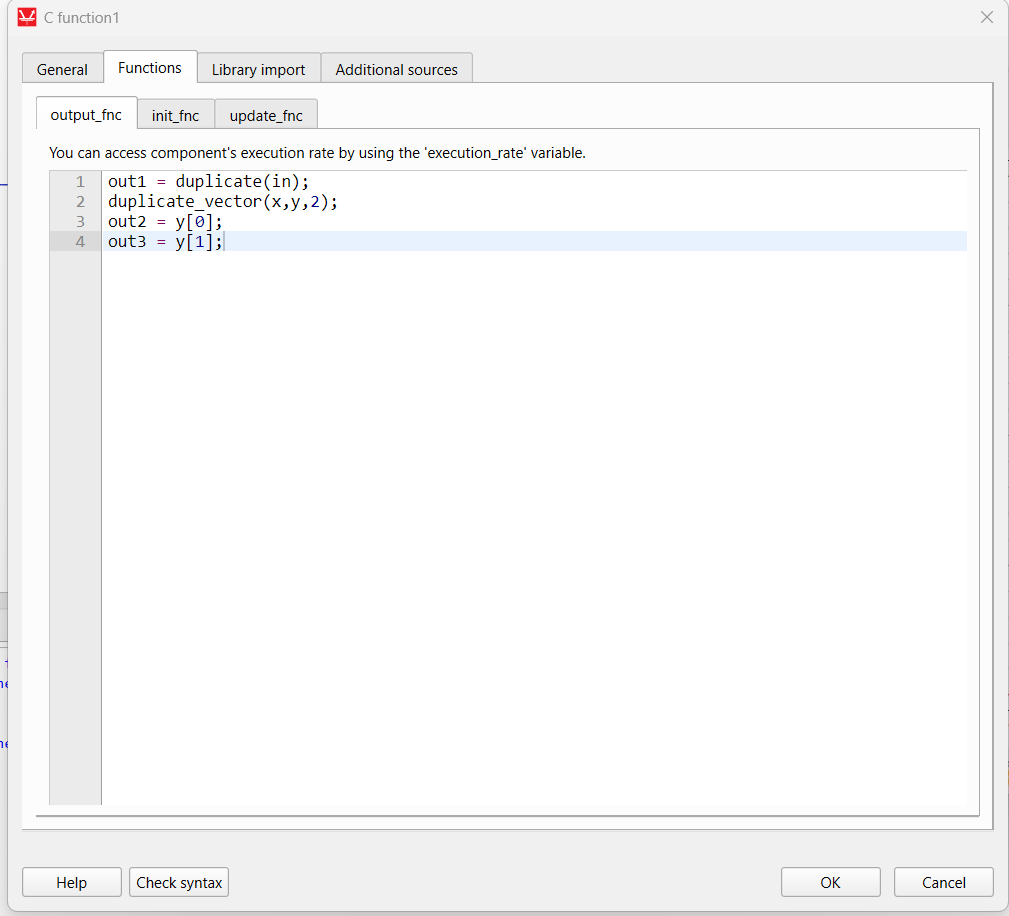 C function1
General
Functions
Library import
Additional sources
output_fnc
init_fnc
update_fnc
You can access component's execution rate by using the 'execution_rate' variable.
1 out1 = duplicate(in);
2 duplicate_vector(x,y,2);
3 out2 = y[0];
4 out3 = y[1];
Help
Check syntax
OK
Cancel